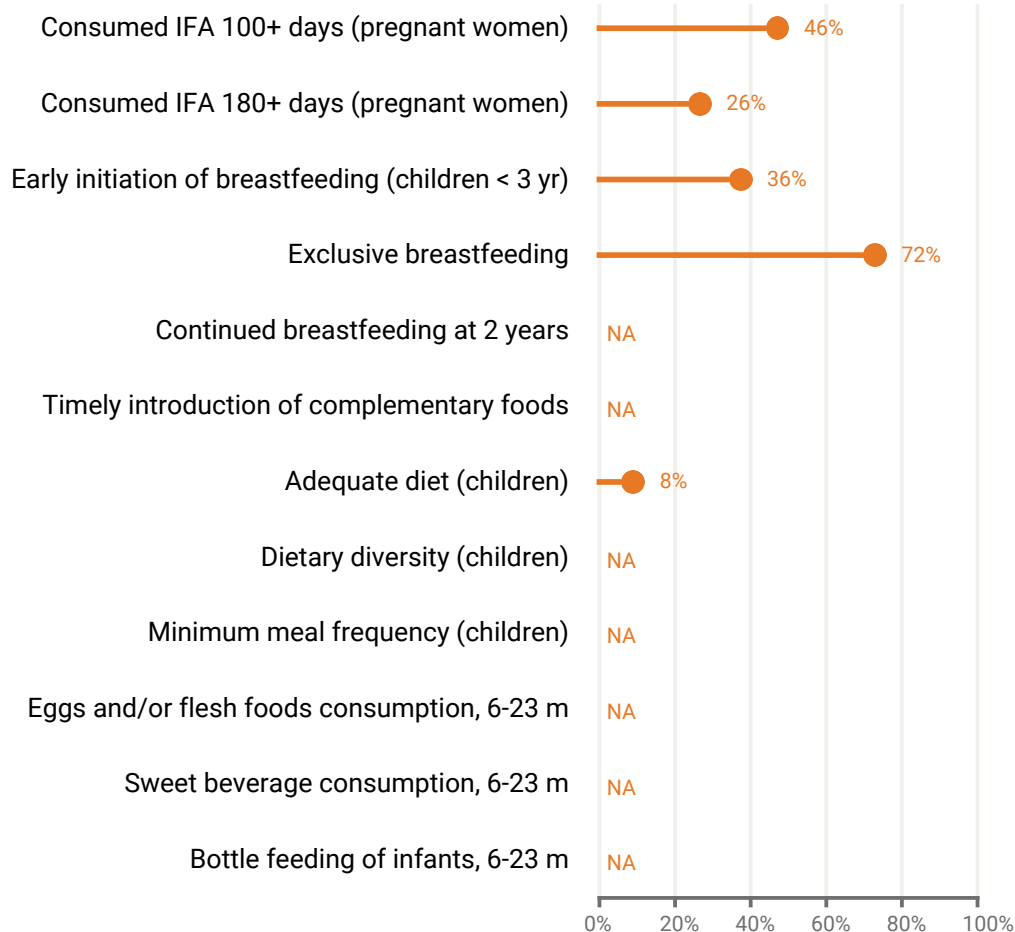 Consumed IFA 100+ days (pregnant women) 46%
Consumed IFA 180+ days (pregnant women) 26%
Early initiation of breastfeeding (children < 3 yr) 36%
Exclusive breastfeeding 72%
Continued breastfeeding at 2 years NA
Timely introduction of complementary foods NA
Adequate diet (children) 8%
Dietary diversity (children) NA
Minimum meal frequency (children) NA
Eggs and/or flesh foods consumption, 6-23 m NA
Sweet beverage consumption, 6-23 m NA
Bottle feeding of infants, 6-23 m NA
0% 20% 40% 60% 80% 100%